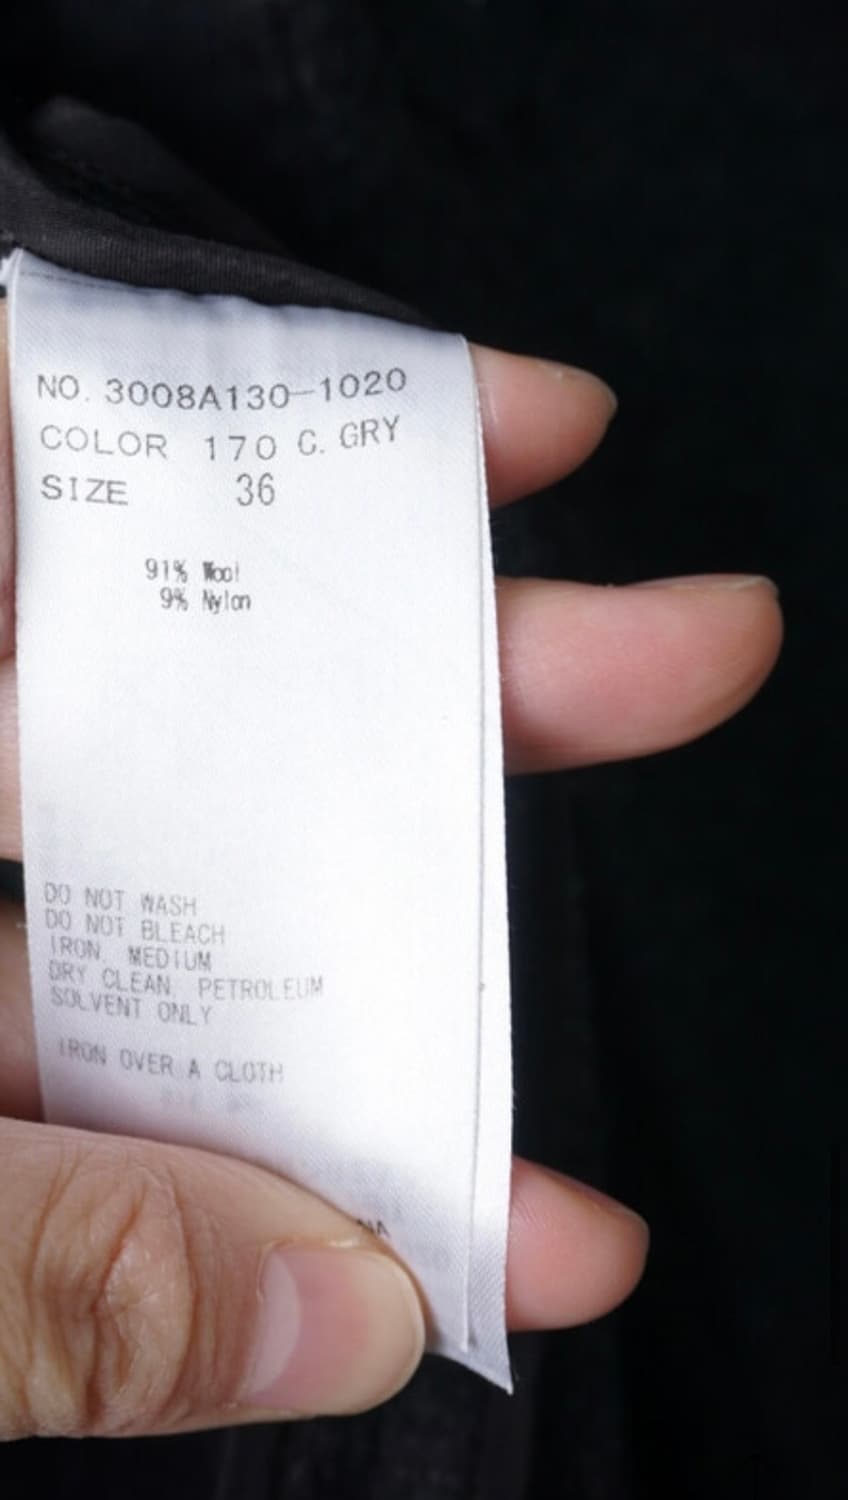 NO. 3008A130-1020
COLOR 170 C. GRY
SIZE 36
91% Wool
9% Nylon
DO NOT WASH
DO NOT BLEACH
IRON. MEDIUM
DRY CLEAN. PETROLEUM
SOLVENT ONLY
IRON OVER A CLOTH